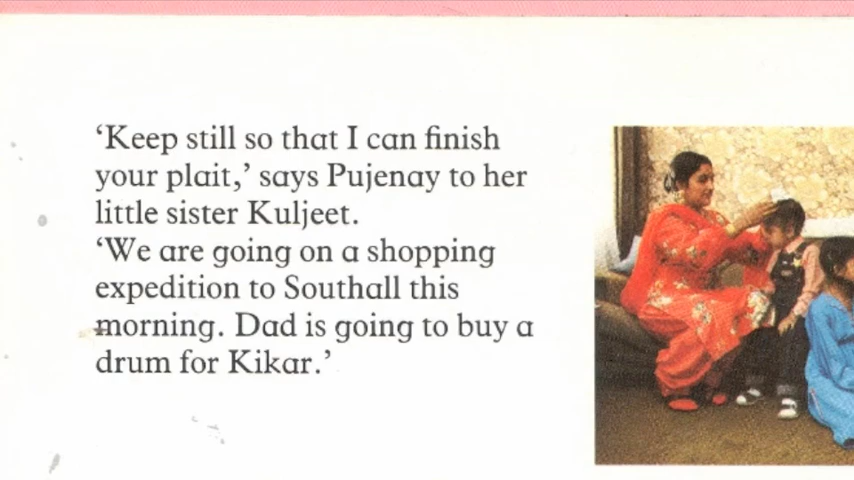 ‘Keep still so that I can finish
your plait,’ says Pujenay to her
little sister Kuljeet.
‘We are going on a shopping
expedition to Southall this
morning. Dad is going to buy a
drum for Kikar.’